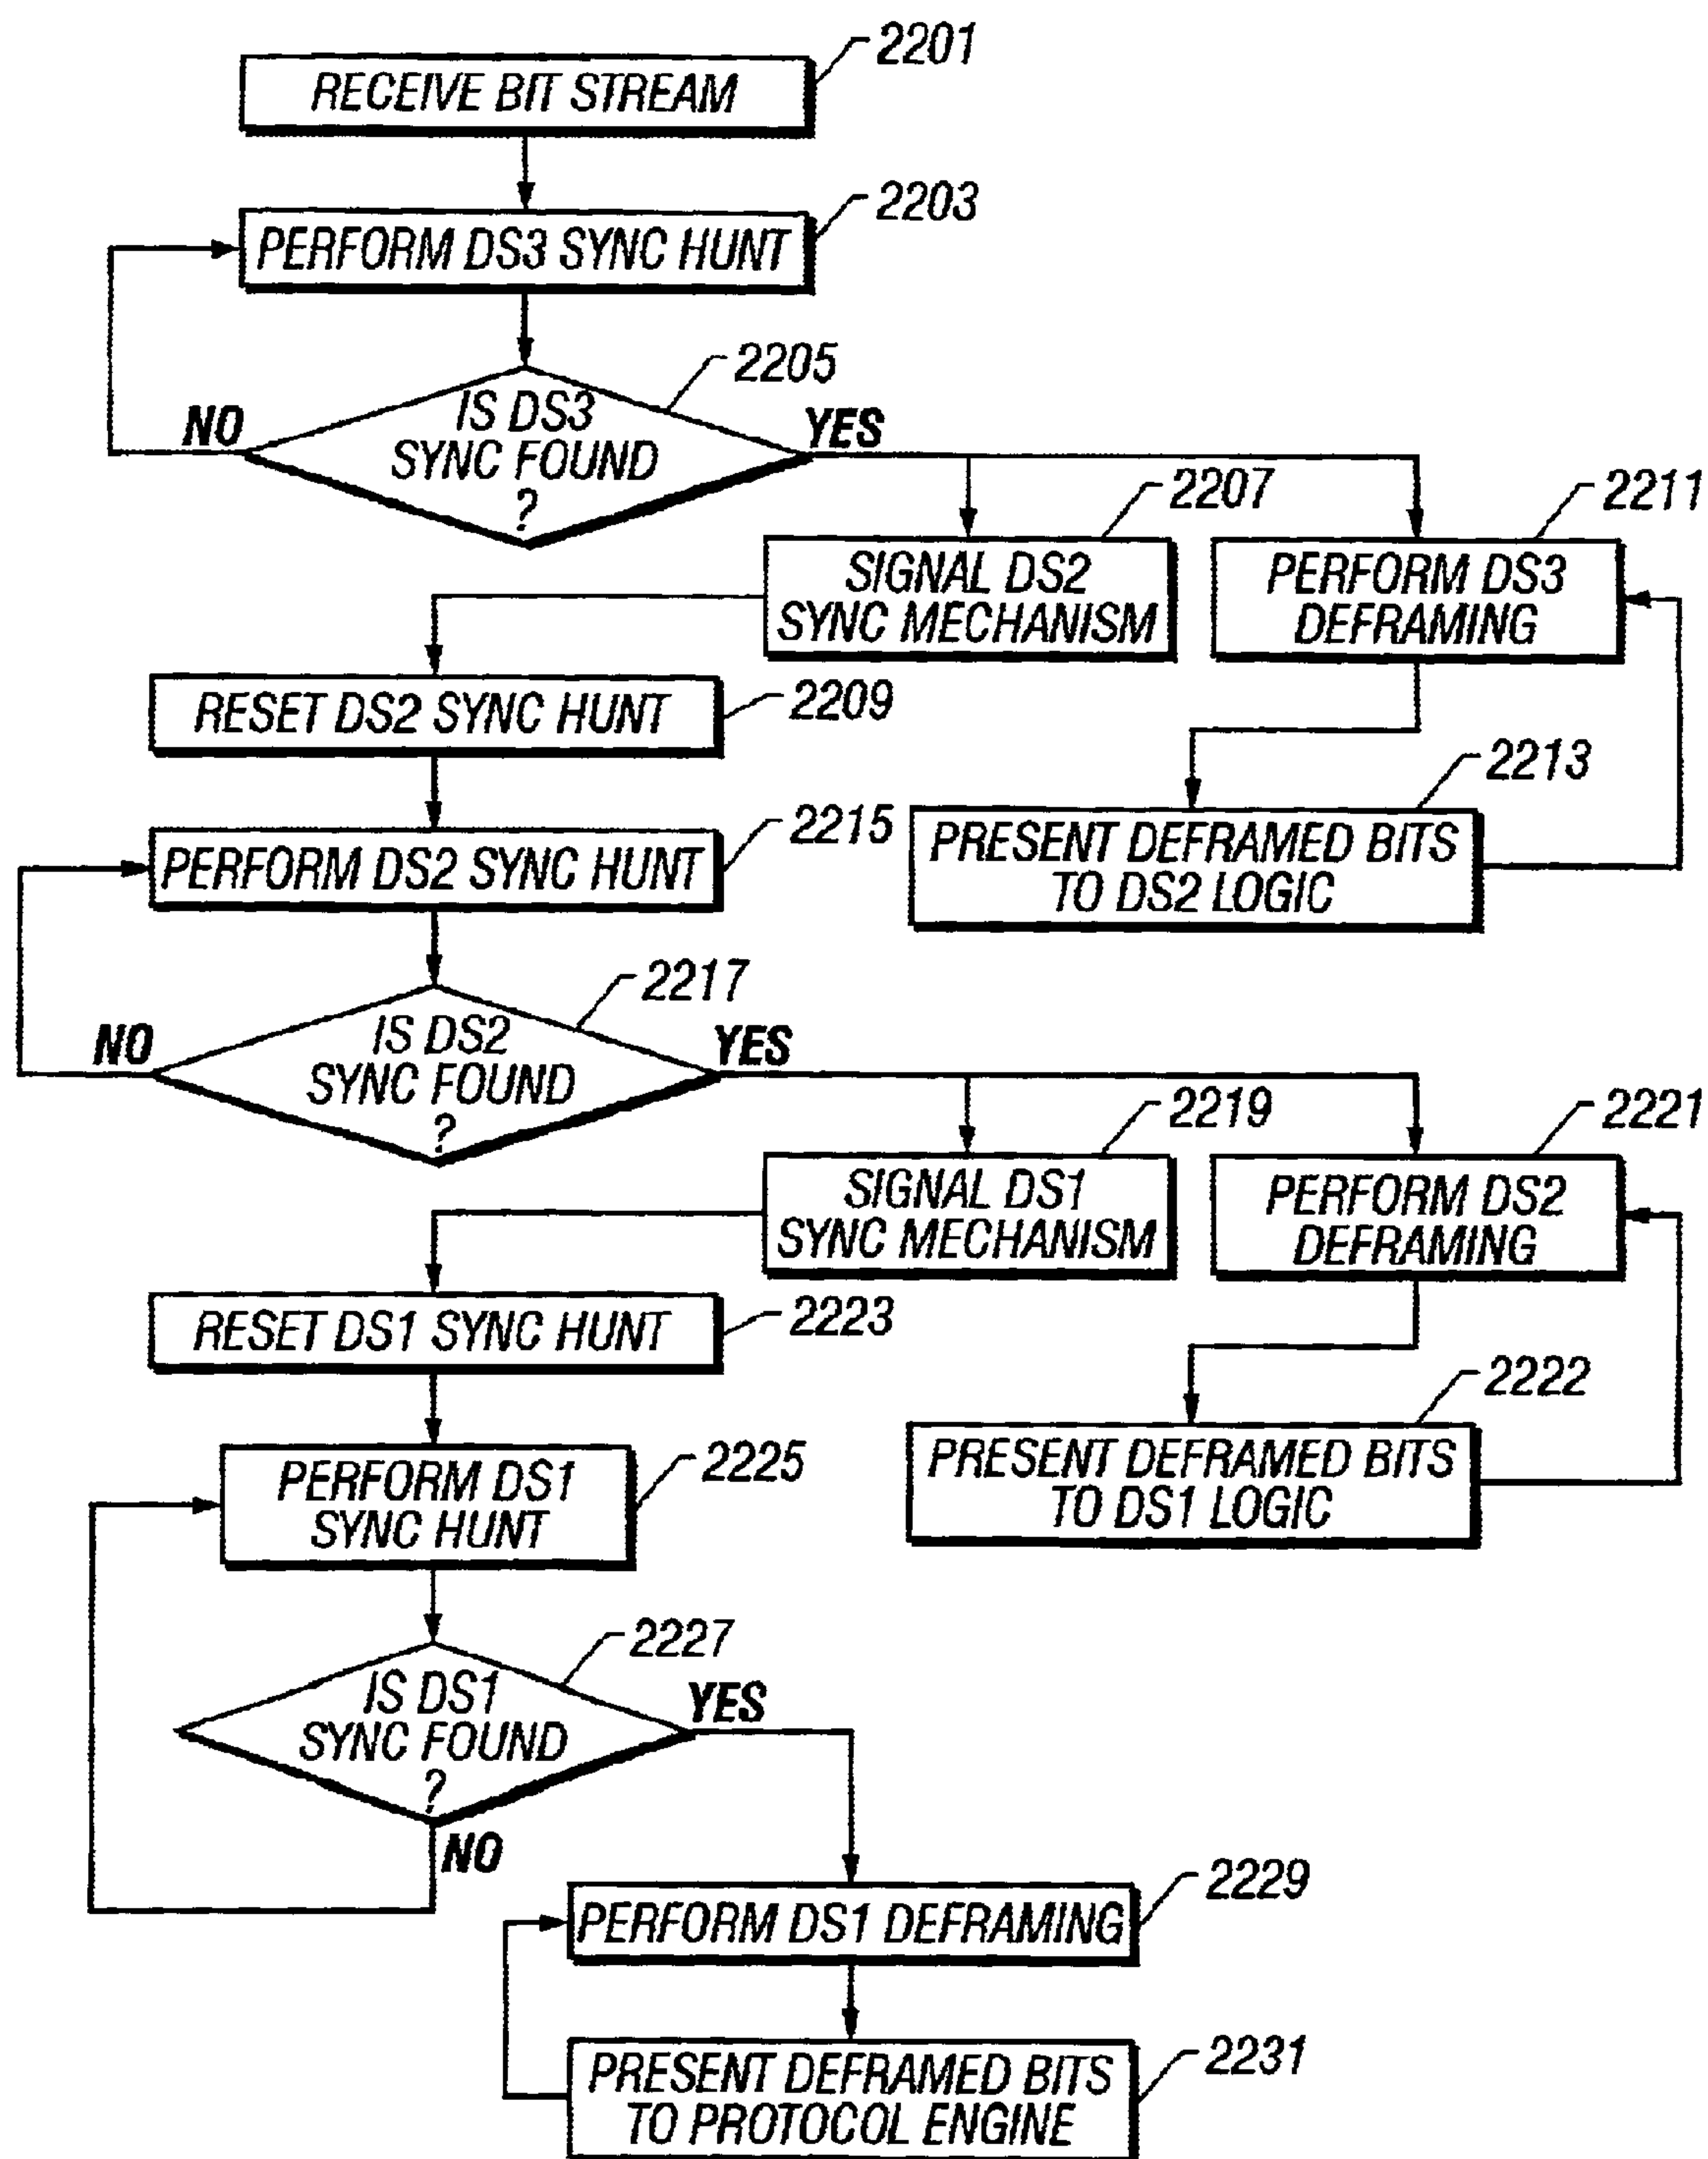 2201
RECEIVE BIT STREAM
2203
PERFORM DS3 SYNC HUNT
2205
IS DS3
SYNC FOUND
?
NO
YES
2207
SIGNAL DS2
SYNC MECHANISM
2211
PERFORM DS3
DEFRAMING
RESET DS2 SYNC HUNT
2209
2213
PRESENT DEFRAMED BITS
TO DS2 LOGIC
2215
PERFORM DS2 SYNC HUNT
2217
IS DS2
SYNC FOUND
?
NO
YES
2219
SIGNAL DS1
SYNC MECHANISM
2221
PERFORM DS2
DEFRAMING
RESET DS1 SYNC HUNT
2223
2222
PRESENT DEFRAMED BITS
TO DS1 LOGIC
PERFORM DS1
SYNC HUNT
2225
2227
IS DS1
SYNC FOUND
?
YES
NO
2229
PERFORM DS1 DEFRAMING
2231
PRESENT DEFRAMED BITS
TO PROTOCOL ENGINE